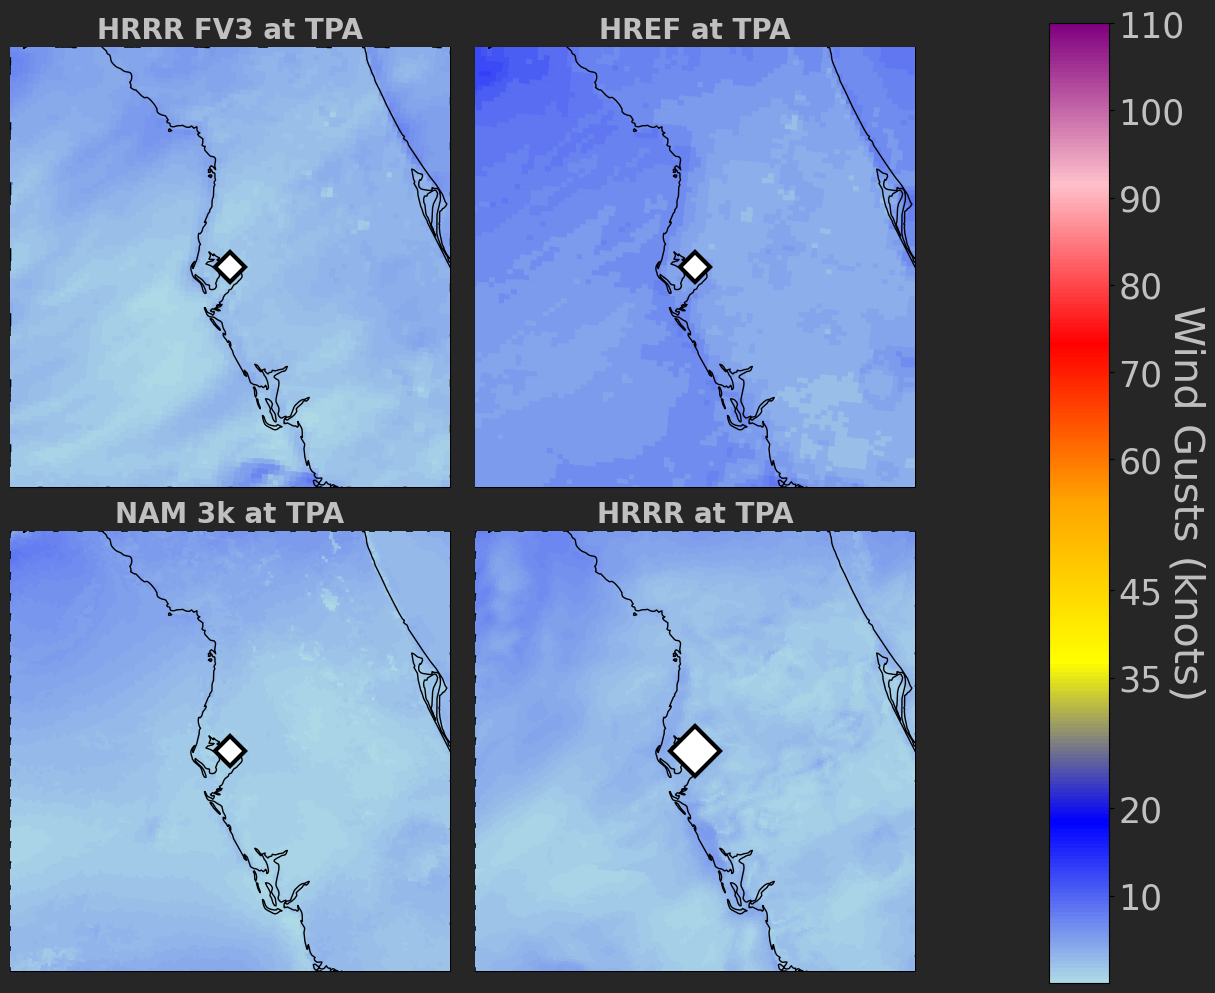 HRRR FV3 at TPA
HREF at TPA
NAM 3k at TPA
HRRR at TPA
110
100
90
80
70
60
45
35
20
10
Wind Gusts (knots)